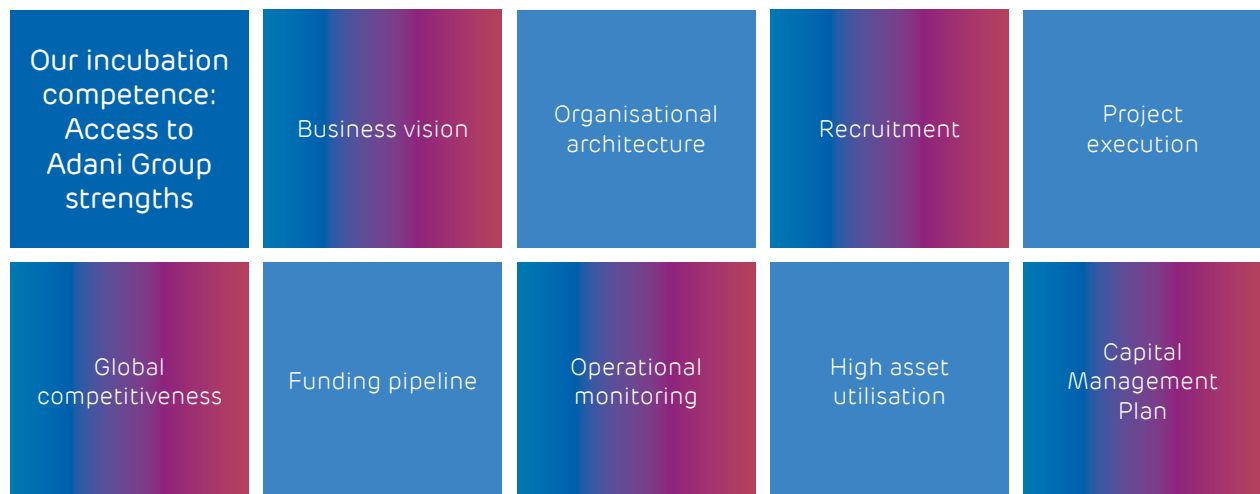 Our incubation
competence:
Access to
Adani Group
strengths
Business vision
Organisational
architecture
Recruitment
Project
execution
Global
competitiveness
Funding pipeline
Operational
monitoring
High asset
utilisation
Capital
Management
Plan